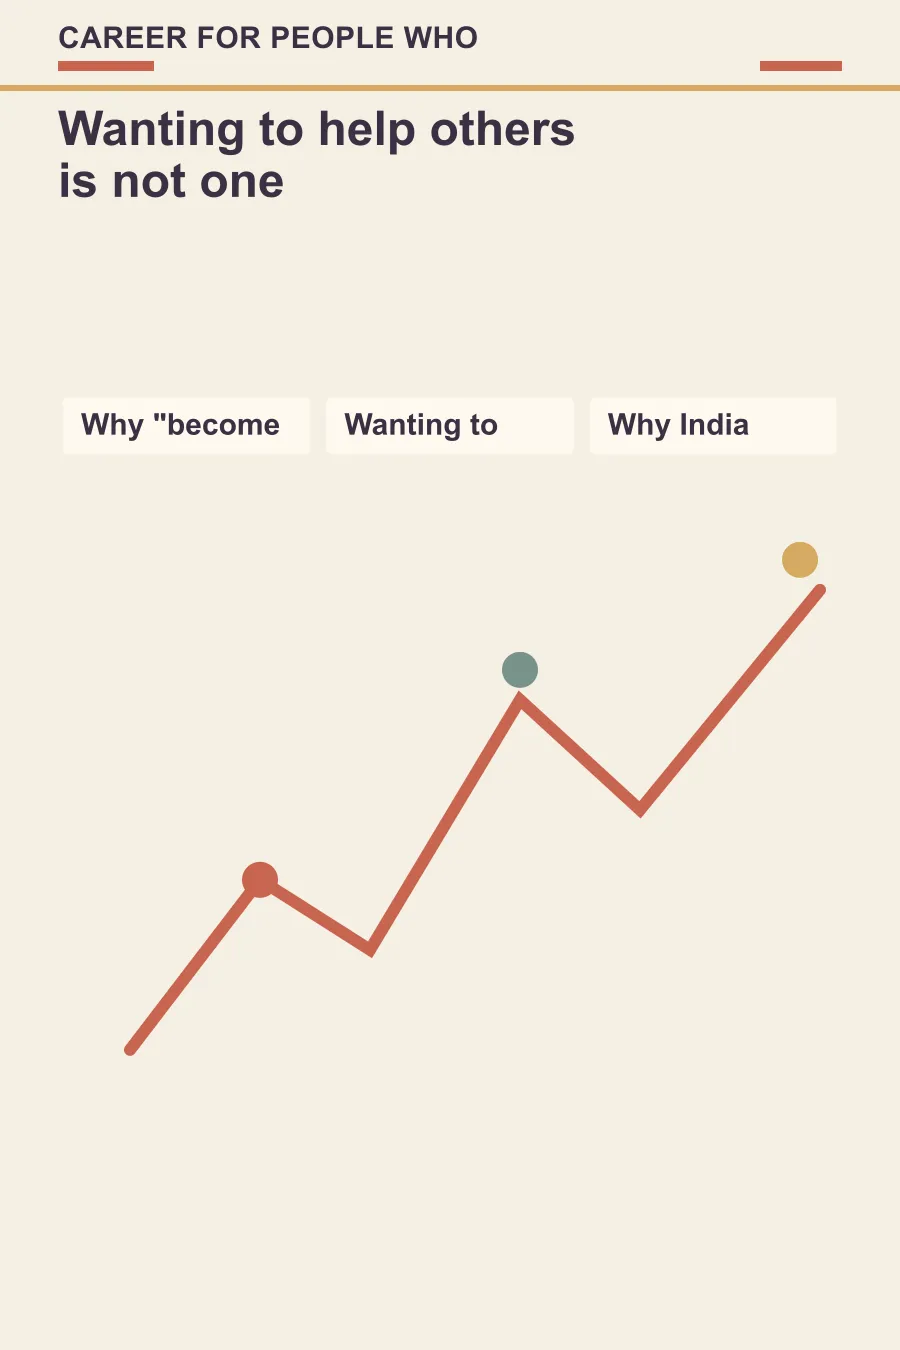 CAREER FOR PEOPLE WHO
Wanting to help others
is not one
Why "become
Wanting to
Why India